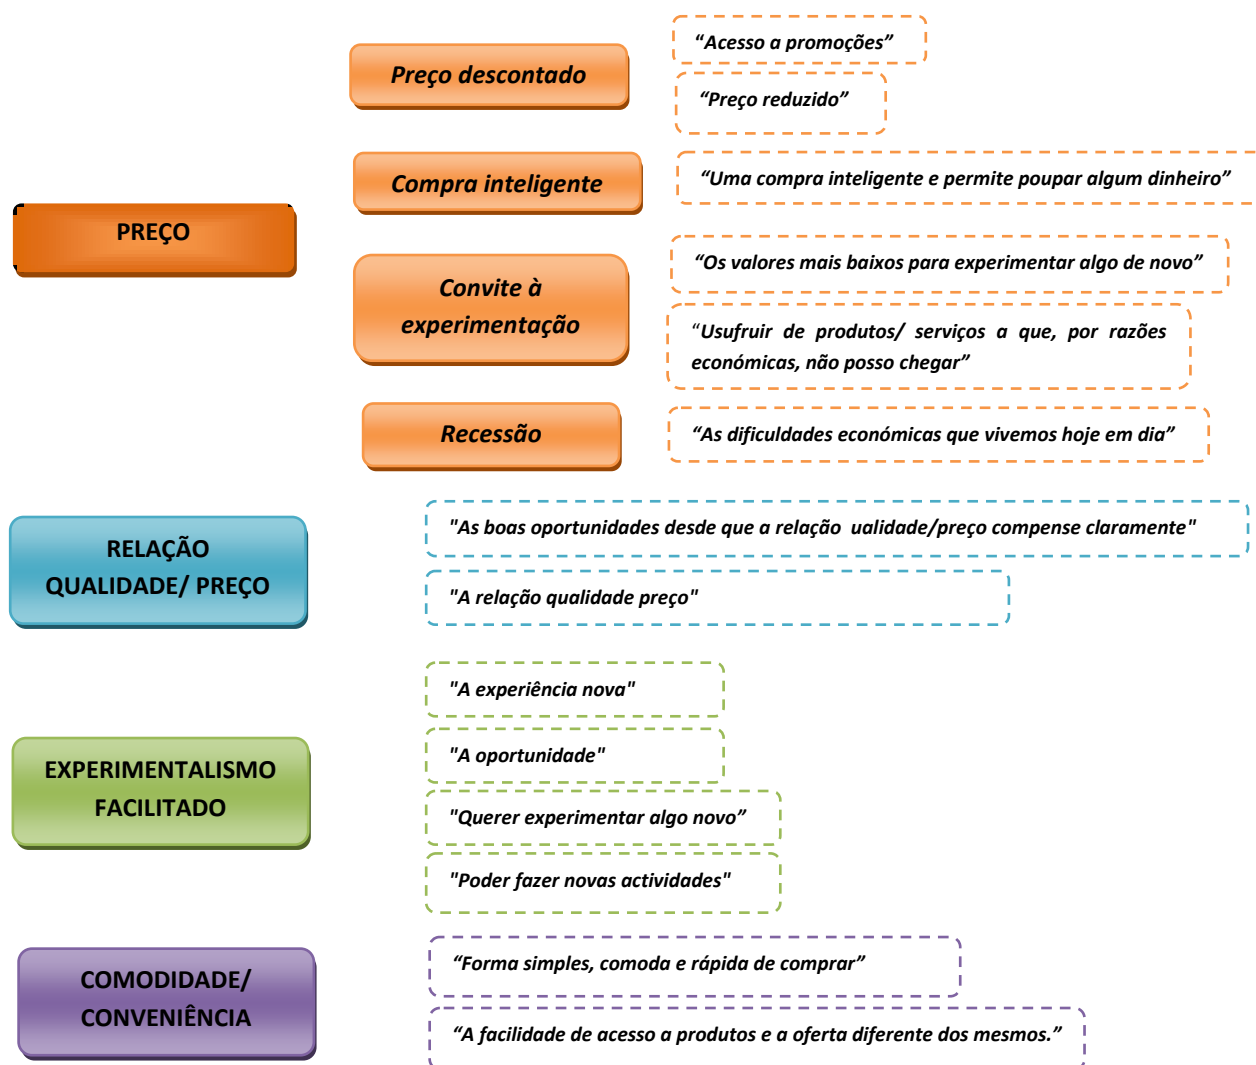 PREÇO
Preço descontado
“Acesso a promoções”
“Preço reduzido”
Compra inteligente
“Uma compra inteligente e permite poupar algum dinheiro”
Convite à
experimentação
“Os valores mais baixos para experimentar algo de novo”
“Usufruir de produtos/ serviços a que, por razões
económicas, não posso chegar”
Recessão
“As dificuldades económicas que vivemos hoje em dia”
RELAÇÃO
QUALIDADE/ PREÇO
"As boas oportunidades desde que a relação ualidade/preço compense claramente"
"A relação qualidade preço"
EXPERIMENTALISMO
FACILITADO
"A experiência nova"
"A oportunidade"
"Querer experimentar algo novo”
"Poder fazer novas actividades"
COMODIDADE/
CONVENIÊNCIA
“Forma simples, comoda e rápida de comprar”
“A facilidade de acesso a produtos e a oferta diferente dos mesmos.”